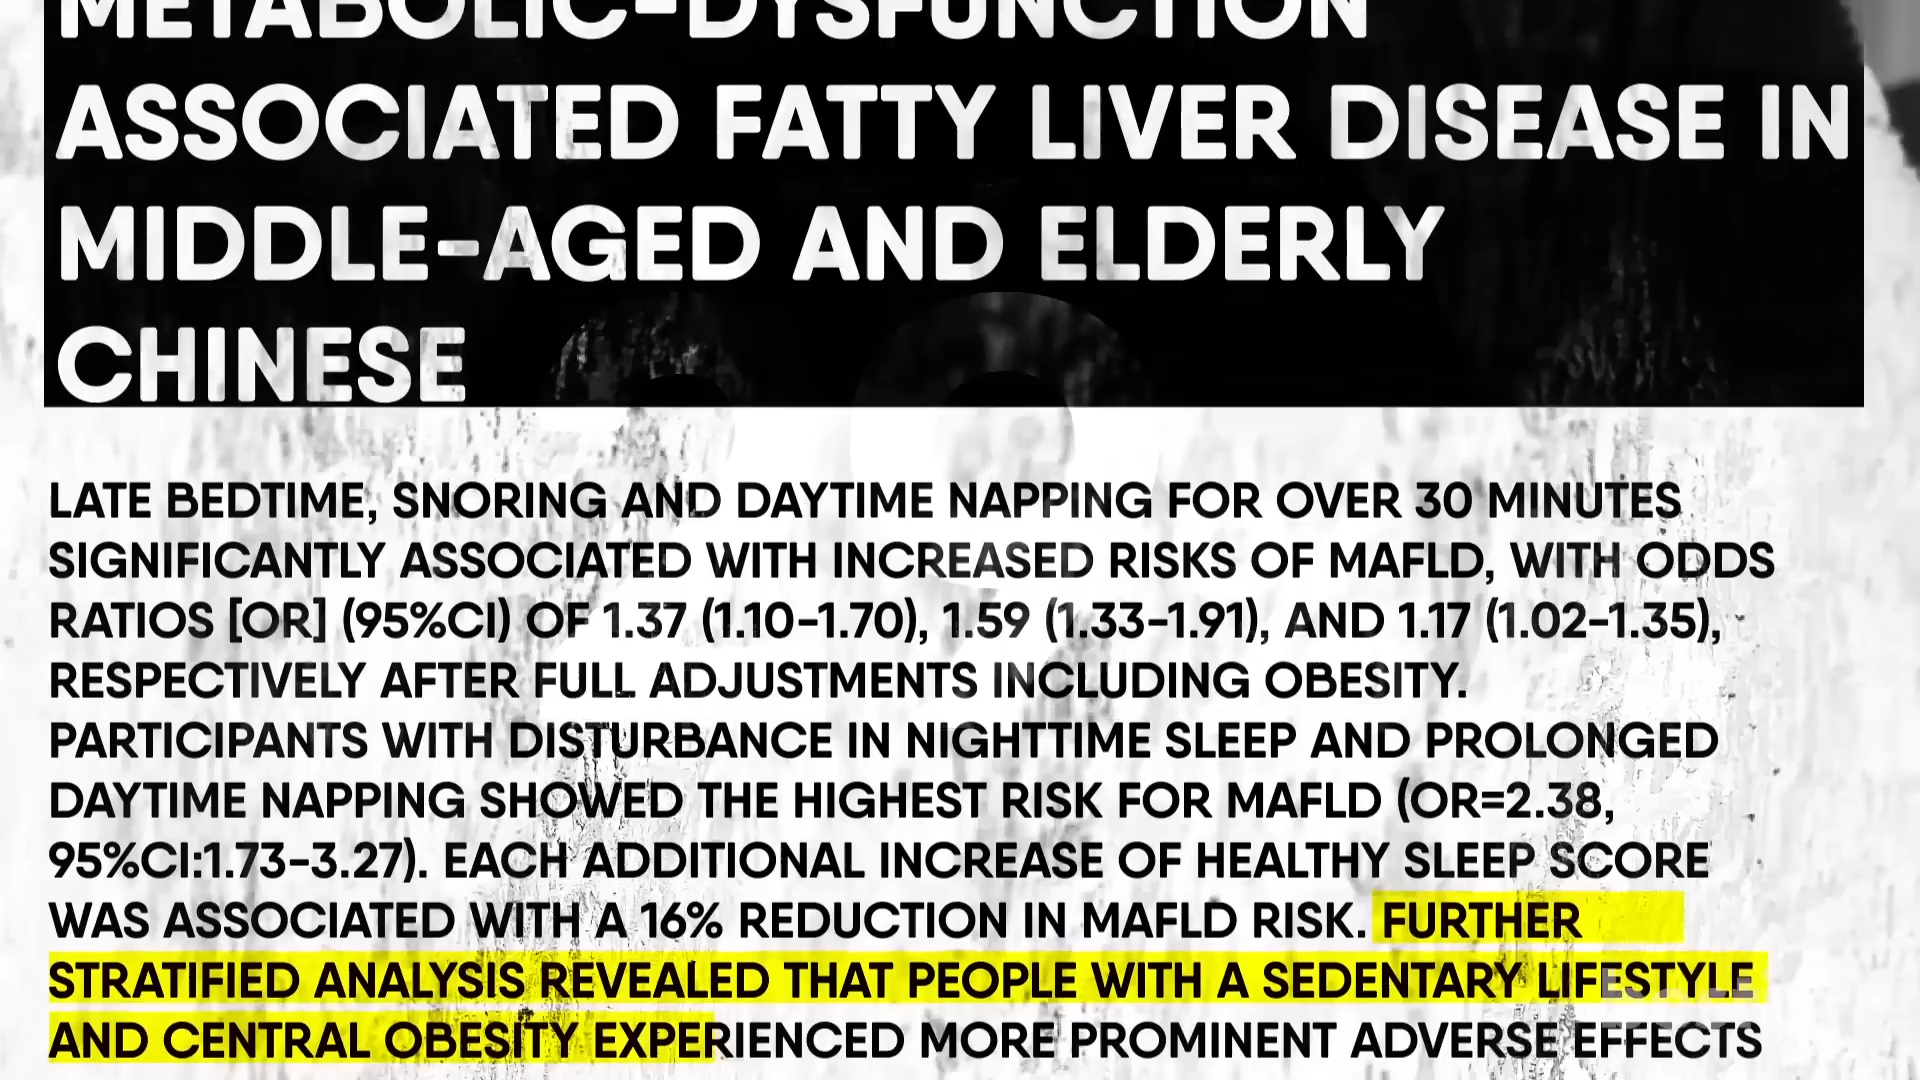 METABOLIC-DYSFUNCTION
ASSOCIATED FATTY LIVER DISEASE IN
MIDDLE-AGED AND ELDERLY
CHINESE
LATE BEDTIME, SNORING AND DAYTIME NAPPING FOR OVER 30 MINUTES
SIGNIFICANTLY ASSOCIATED WITH INCREASED RISKS OF MAFLD, WITH ODDS
RATIOS [OR] (95%CI) OF 1.37 (1.10-1.70), 1.59 (1.33-1.91), AND 1.17 (1.02-1.35),
RESPECTIVELY AFTER FULL ADJUSTMENTS INCLUDING OBESITY.
PARTICIPANTS WITH DISTURBANCE IN NIGHTTIME SLEEP AND PROLONGED
DAYTIME NAPPING SHOWED THE HIGHEST RISK FOR MAFLD (OR=2.38,
95%CI:1.73-3.27). EACH ADDITIONAL INCREASE OF HEALTHY SLEEP SCORE
WAS ASSOCIATED WITH A 16% REDUCTION IN MAFLD RISK. FURTHER
STRATIFIED ANALYSIS REVEALED THAT PEOPLE WITH A SEDENTARY LIFESTYLE
AND CENTRAL OBESITY EXPERIENCED MORE PROMINENT ADVERSE EFFECTS